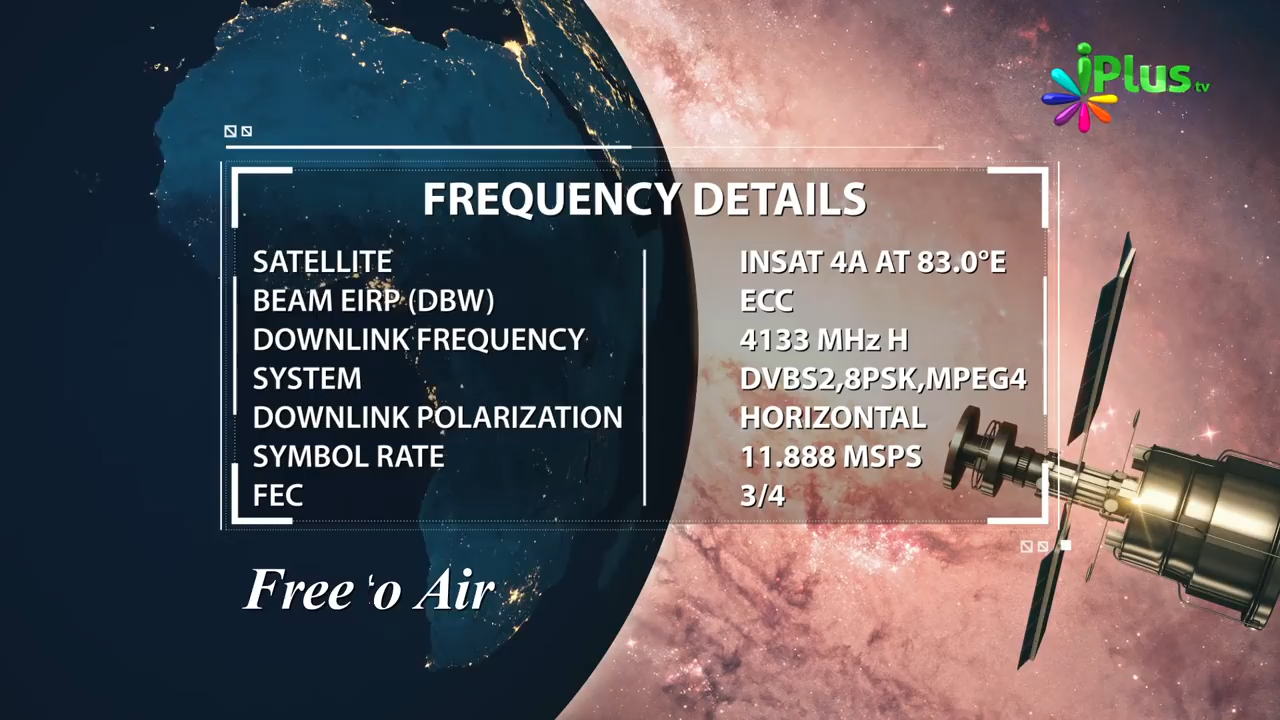 iPlus tv
FREQUENCY DETAILS
SATELLITE INSAT 4A AT 83.0°E
BEAM EIRP (DBW) ECC
DOWNLINK FREQUENCY 4133 MHz H
SYSTEM DVBS2,8PSK,MPEG4
DOWNLINK POLARIZATION HORIZONTAL
SYMBOL RATE 11.888 MSPS
FEC 3/4
Free to Air